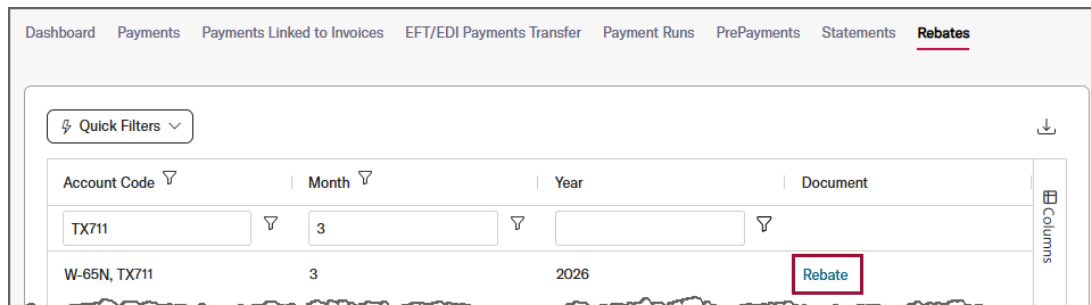 Dashboard Payments Payments Linked to Invoices EFT/EDI Payments Transfer Payment Runs PrePayments Statements Rebates
Quick Filters
Account Code Month Year Document
TX711 3
W-65N, TX711 3 2026 Rebate
Columns